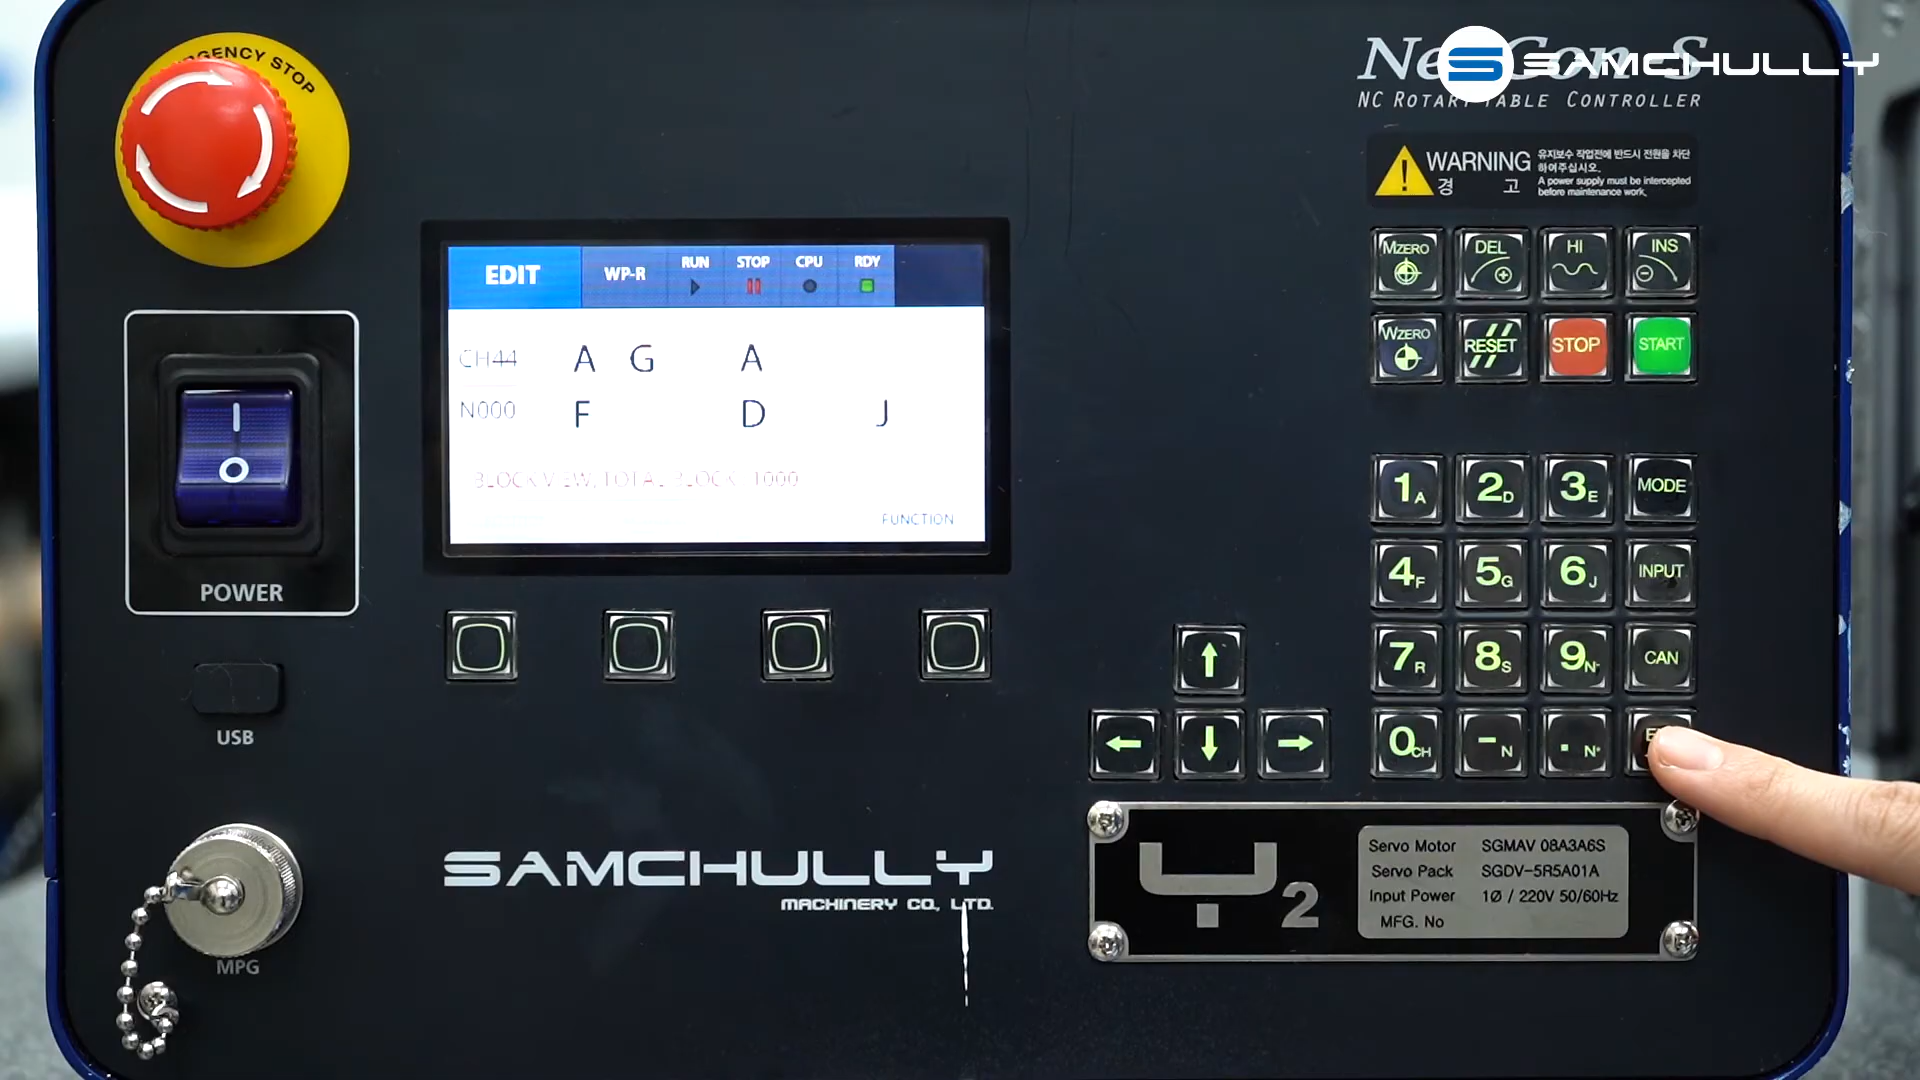 EMERGENCY STOP
SAMCHULLY
NC ROTARY TABLE CONTROLLER
WARNING
경 고
유지보수 작업전에 반드시 전원을 차단
하여주십시오.
A power supply must be intercepted
before maintenance work.
EDIT
WP-R
RUN
STOP
CPU
RDY
CH44 A G A
N000 F D J
BLOCK VIEW, TOTAL BLOCK: 1000
FUNCTION
MZERO
DEL
HI
INS
WZERO
RESET
STOP
START
1A 2D 3E MODE
4F 5G 6J INPUT
7R 8S 9N- CAN
0CH -N .N+
POWER
USB
MPG
SAMCHULLY
MACHINERY CO., LTD.
2
Servo Motor SGMAV 08A3A6S
Servo Pack SGDV-5R5A01A
Input Power 1Ø / 220V 50/60Hz
MFG. No